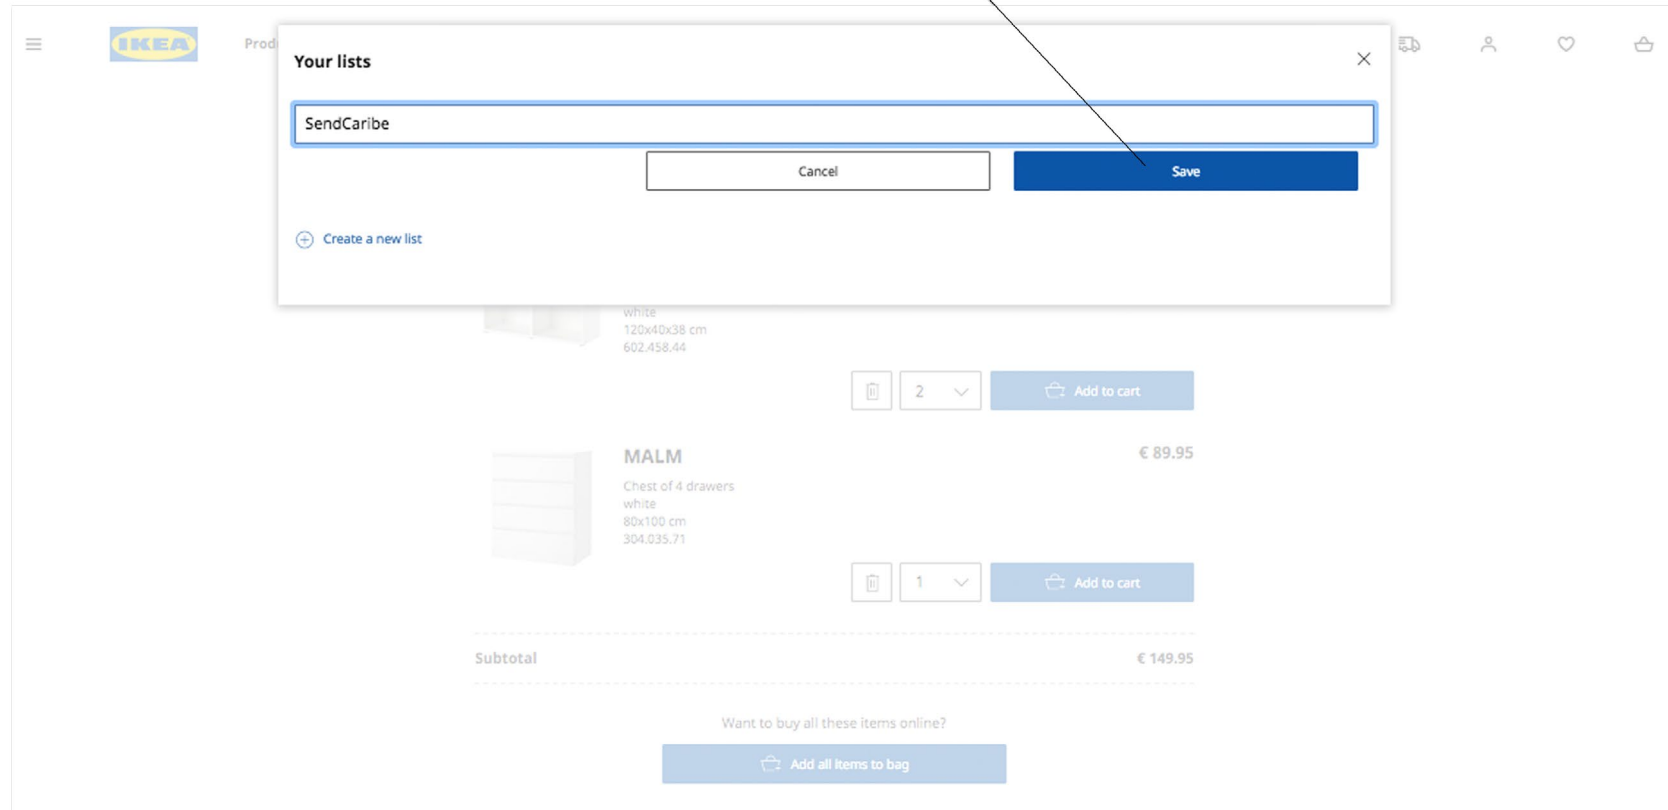 IKEA
Your lists
SendCaribe
Cancel
Save
Create a new list
white
120x40x38 cm
602.458.44
2
Add to cart
MALM
€ 89.95
Chest of 4 drawers
white
80x100 cm
304.035.71
1
Add to cart
Subtotal
€ 149.95
Want to buy all these items online?
Add all items to bag